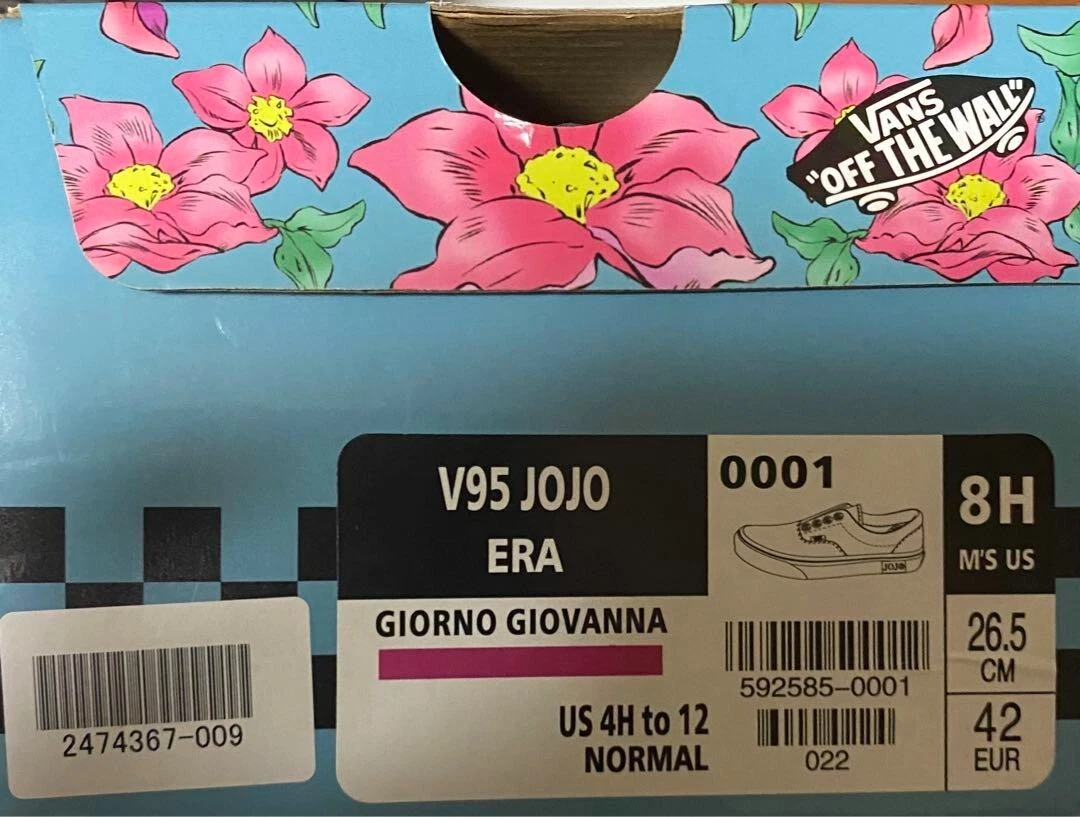 VANS
"OFF THE WALL"
V95 JOJO
ERA
0001
JOJO
8H
M'S US
GIORNO GIOVANNA
592585-0001
26.5
CM
US 4H to 12
NORMAL
022
42
EUR
2474367-009